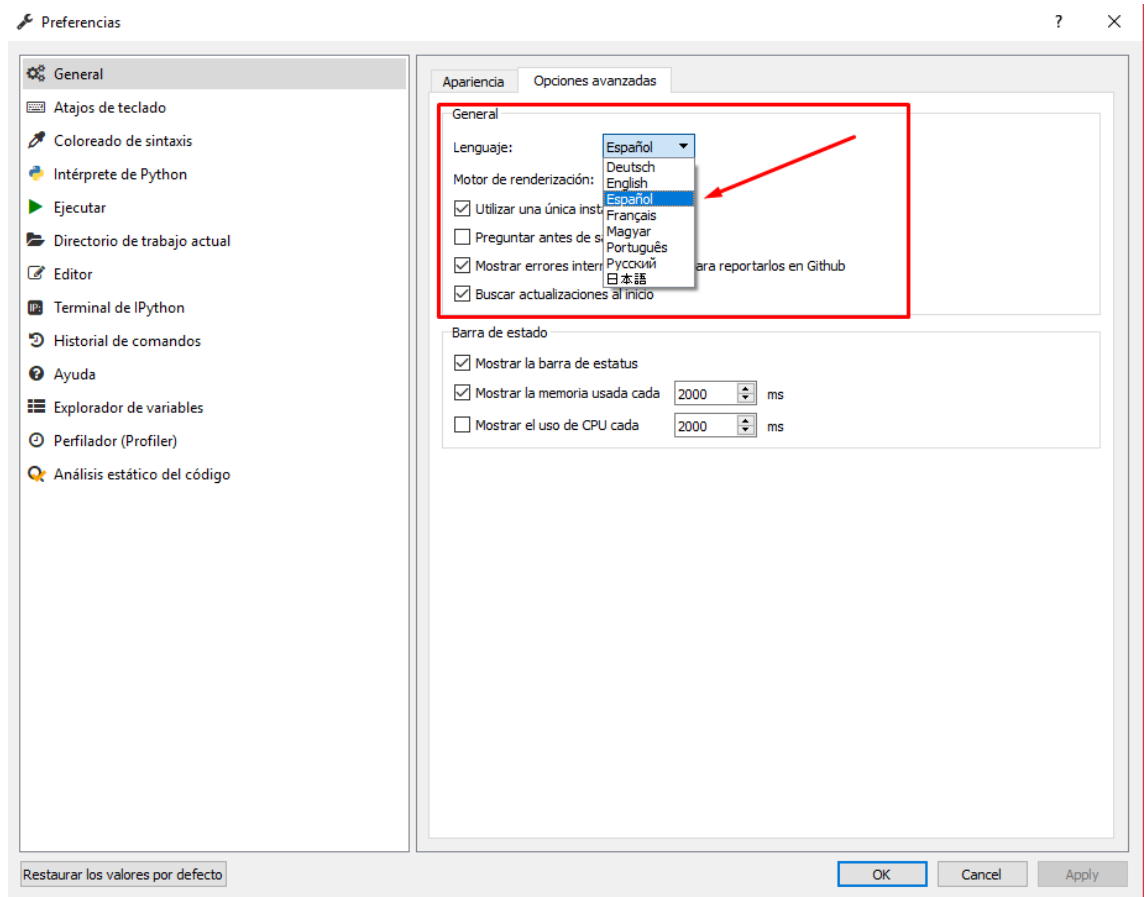 Preferencias
?
General
Atajos de teclado
Coloreado de sintaxis
Intérprete de Python
Ejecutar
Directorio de trabajo actual
Editor
Terminal de IPython
Historial de comandos
Ayuda
Explorador de variables
Perfilador (Profiler)
Análisis estático del código
Apariencia
Opciones avanzadas
General
Lenguaje:
Español
Deutsch
English
Español
Français
Magyar
Português
Русский
日本語
Motor de renderización:
Utilizar una única
Preguntar antes de
Mostrar errores ara reportarlos en Github
Buscar actualizaciones al inicio
Barra de estado
Mostrar la barra de estatus
Mostrar la memoria usada cada 2000 ms
Mostrar el uso de CPU cada 2000 ms
Restaurar los valores por defecto
OK
Cancel
Apply